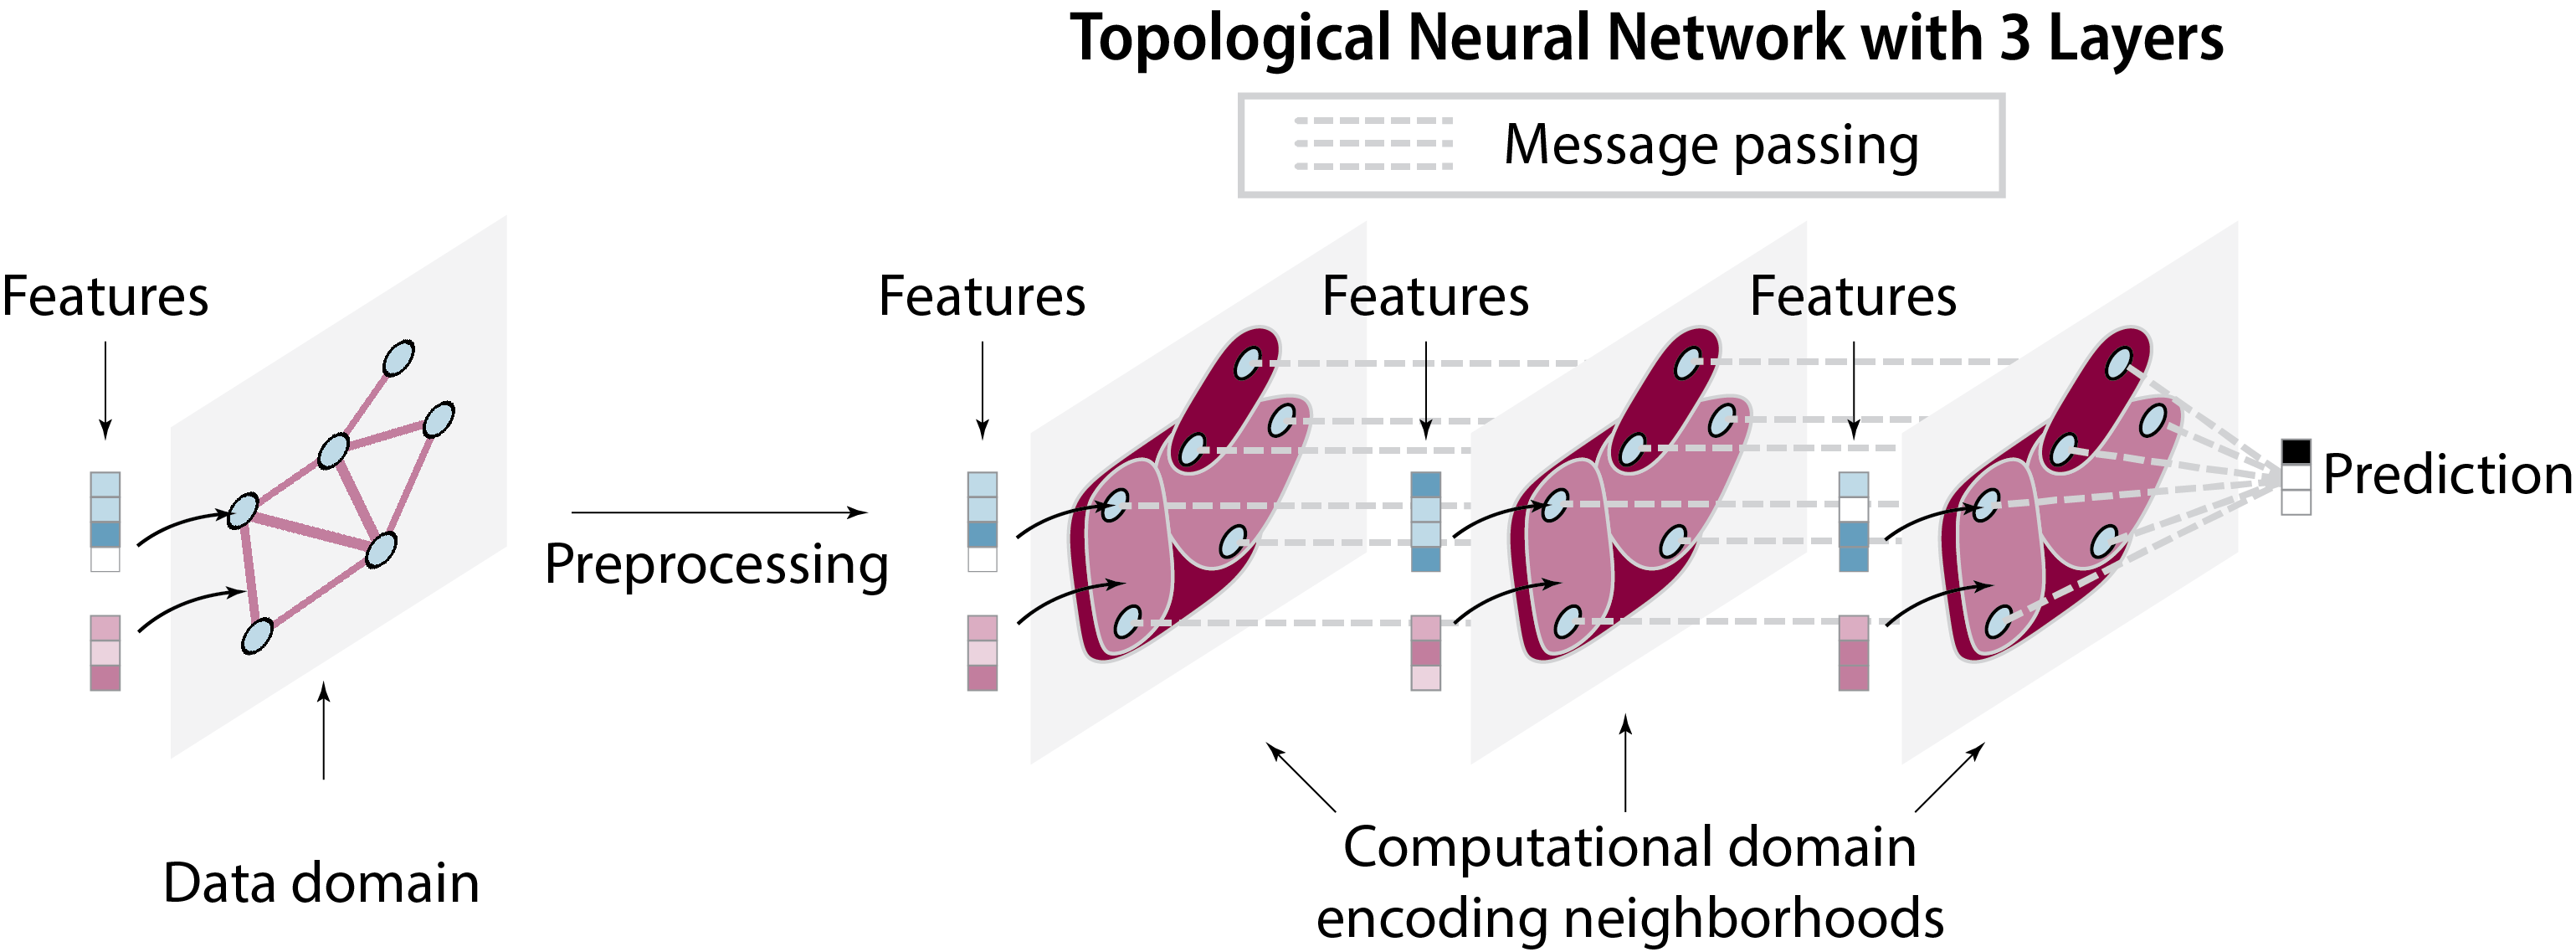 Topological Neural Network with 3 Layers
Message passing
Features
Features
Features
Features
Prediction
Preprocessing
Data domain
Computational domain
encoding neighborhoods